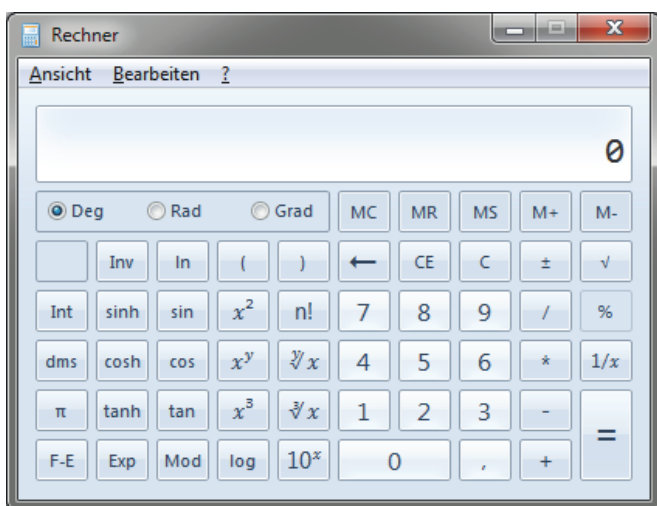 Rechner
Ansicht Bearbeiten ?
0
Deg Rad Grad MC MR MS M+ M-
Inv ln ( ) ← CE C ± √
Int sinh sin x² n! 7 8 9 / %
dms cosh cos xʸ ʸ√x 4 5 6 * 1/x
π tanh tan x³ ³√x 1 2 3 - =
F-E Exp Mod log 10ˣ 0 , +